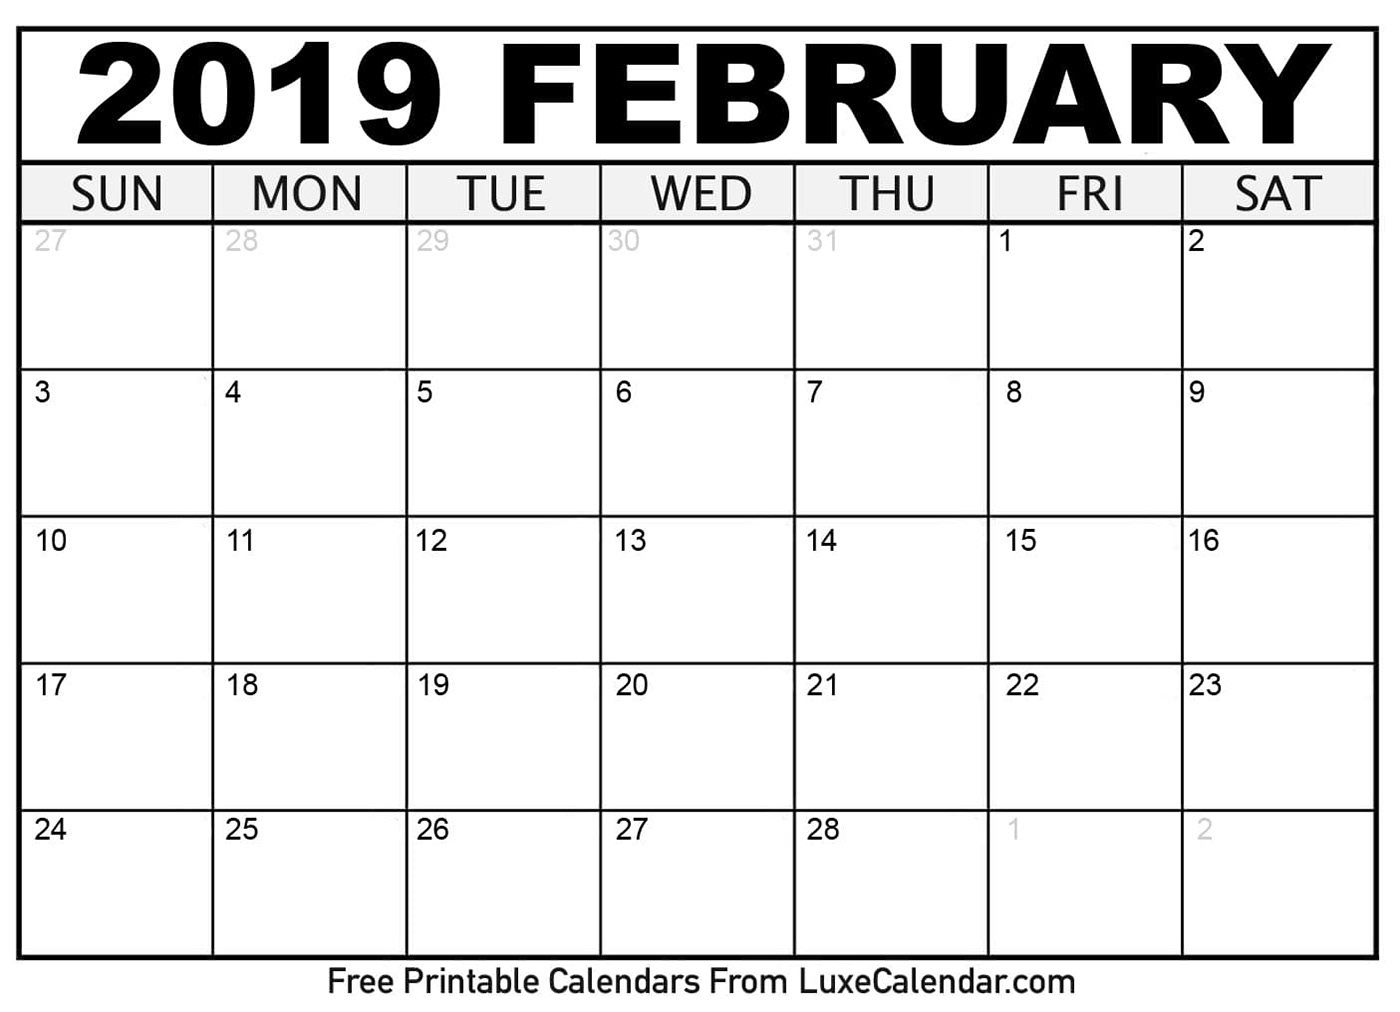 2019 FEBRUARY
SUN MON TUE WED THU FRI SAT
27 28 29 30 31 1 2
3 4 5 6 7 8 9
10 11 12 13 14 15 16
17 18 19 20 21 22 23
24 25 26 27 28 1 2
Free Printable Calendars From LuxeCalendar.com